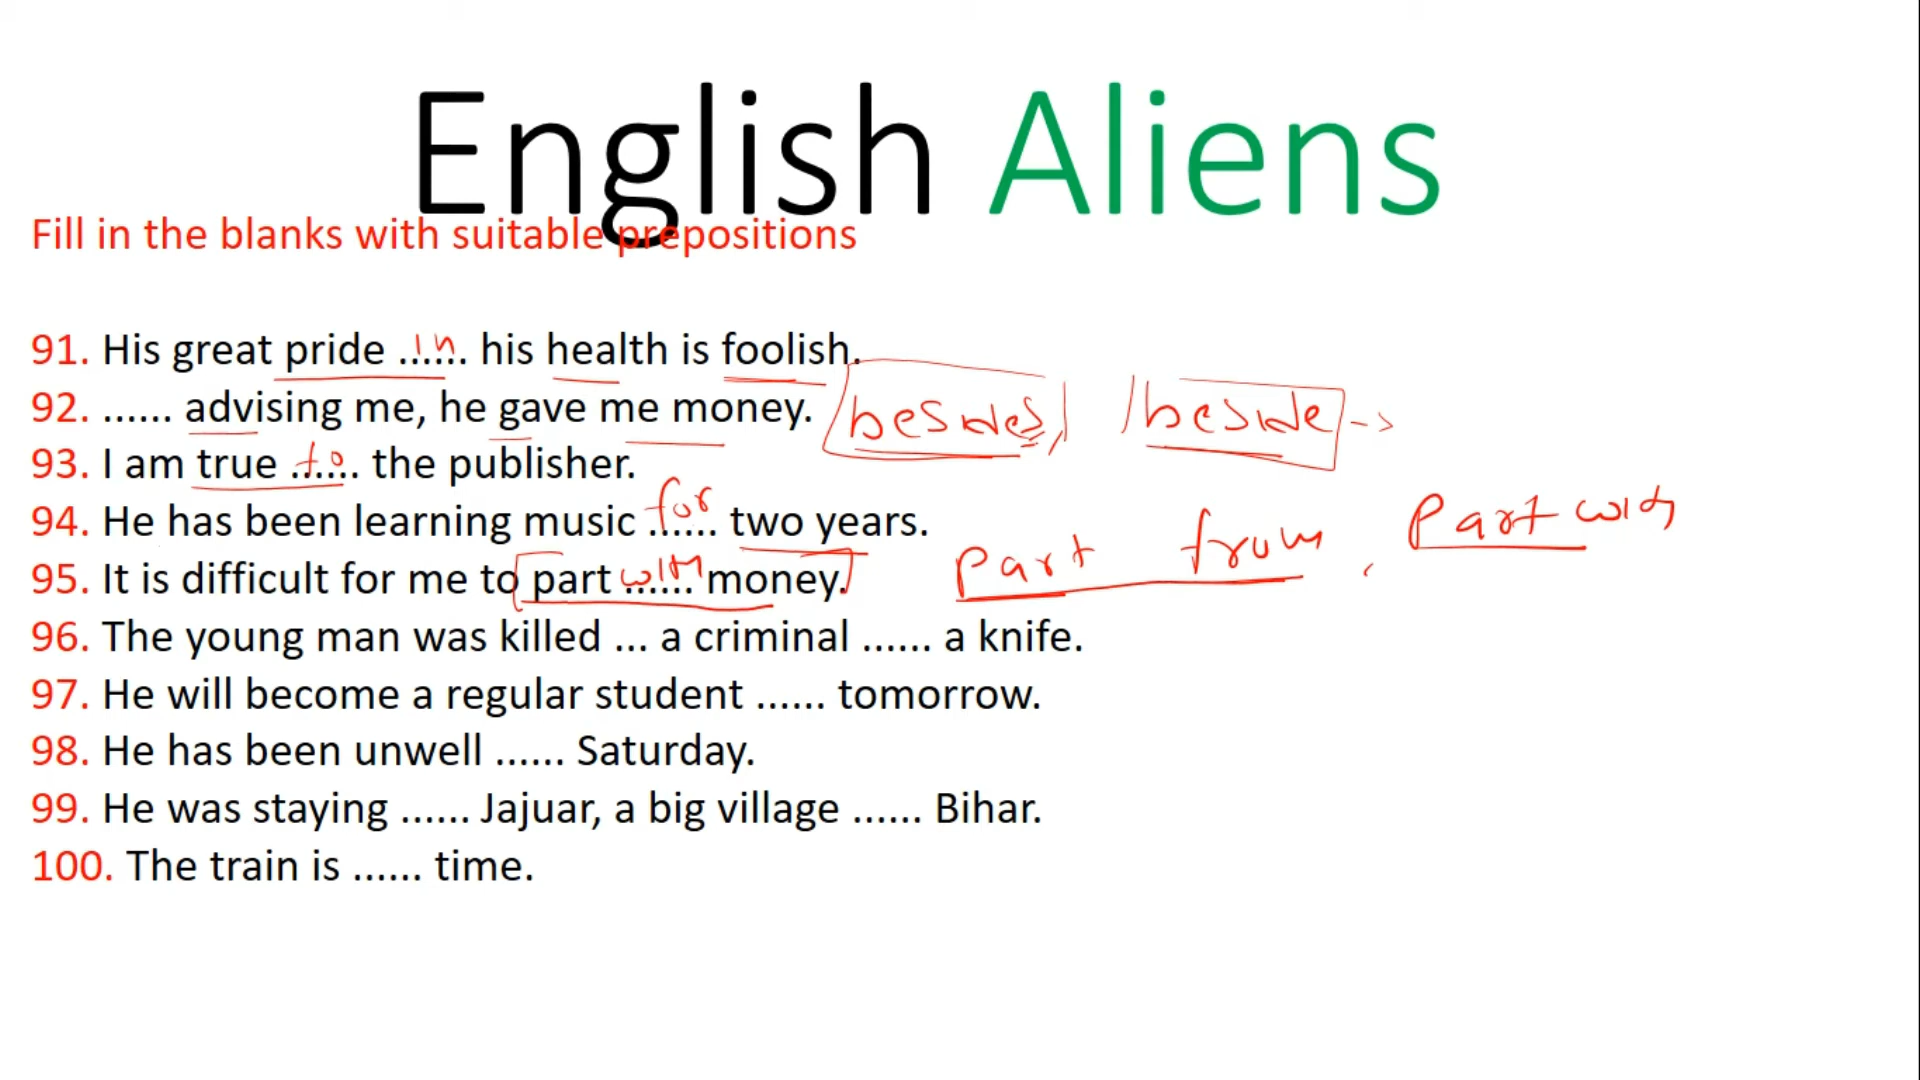 English Aliens
Fill in the blanks with suitable prepositions
91. His great pride ..in.... his health is foolish.
92. ...... advising me, he gave me money. besides, beside ->
93. I am true ..to.... the publisher.
94. He has been learning music ..for.... two years.
95. It is difficult for me to part ..with.... money. Part from, Part with
96. The young man was killed ... a criminal ...... a knife.
97. He will become a regular student ...... tomorrow.
98. He has been unwell ...... Saturday.
99. He was staying ...... Jajuar, a big village ...... Bihar.
100. The train is ...... time.